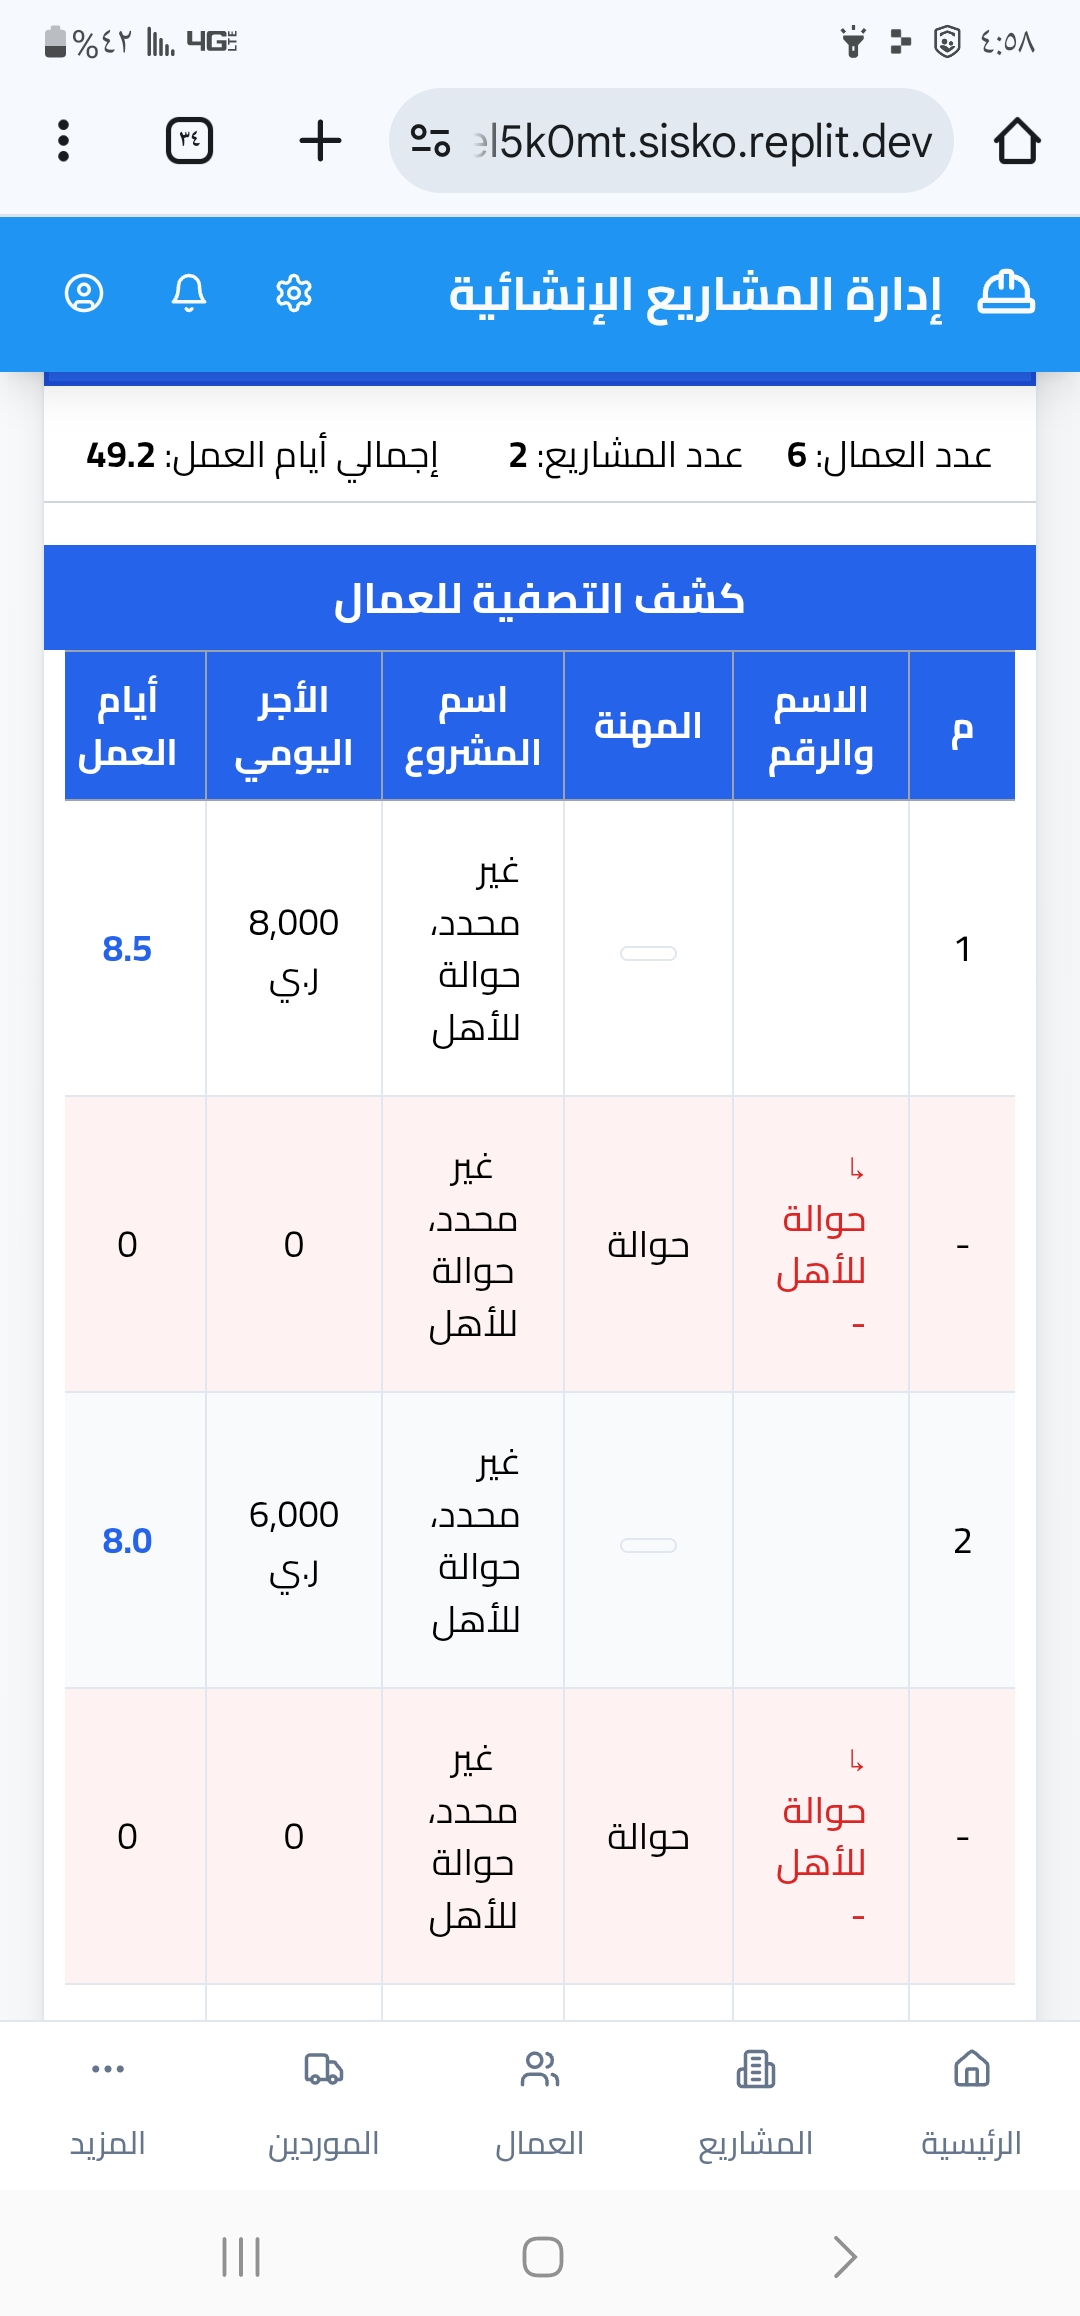 ٤:٥٨
4G LTE
%٤٢
el5k0mt.sisko.replit.dev
٣٤
إدارة المشاريع الإنشائية
عدد العمال: 6
عدد المشاريع: 2
إجمالي أيام العمل: 49.2
كشف التصفية للعمال
م
الاسم
والرقم
المهنة
اسم
المشروع
الأجر
اليومي
أيام
العمل
1
غير
محدد،
حوالة
للأهل
8,000
ر.ي
8.5
-
↳
حوالة
للأهل
-
حوالة
غير
محدد،
حوالة
للأهل
0
0
2
غير
محدد،
حوالة
للأهل
6,000
ر.ي
8.0
-
↳
حوالة
للأهل
-
حوالة
غير
محدد،
حوالة
للأهل
0
0
الرئيسية
المشاريع
العمال
الموردين
المزيد